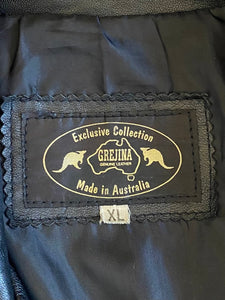 Exclusive Collection
GREJINA
GENUINE LEATHER
Made in Australia
XL